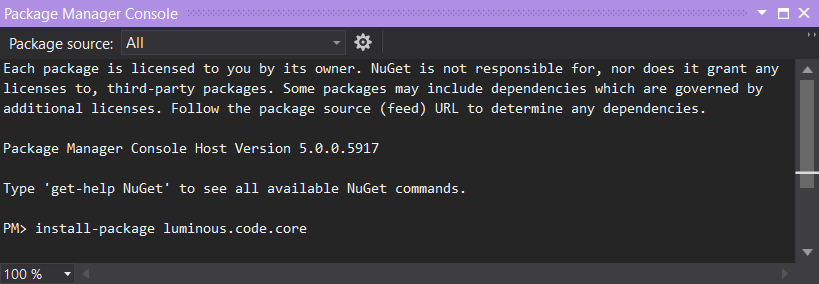 Package Manager Console
Package source: All
Each package is licensed to you by its owner. NuGet is not responsible for, nor does it grant any
licenses to, third-party packages. Some packages may include dependencies which are governed by
additional licenses. Follow the package source (feed) URL to determine any dependencies.
Package Manager Console Host Version 5.0.0.5917
Type 'get-help NuGet' to see all available NuGet commands.
PM> install-package luminous.code.core
100 %